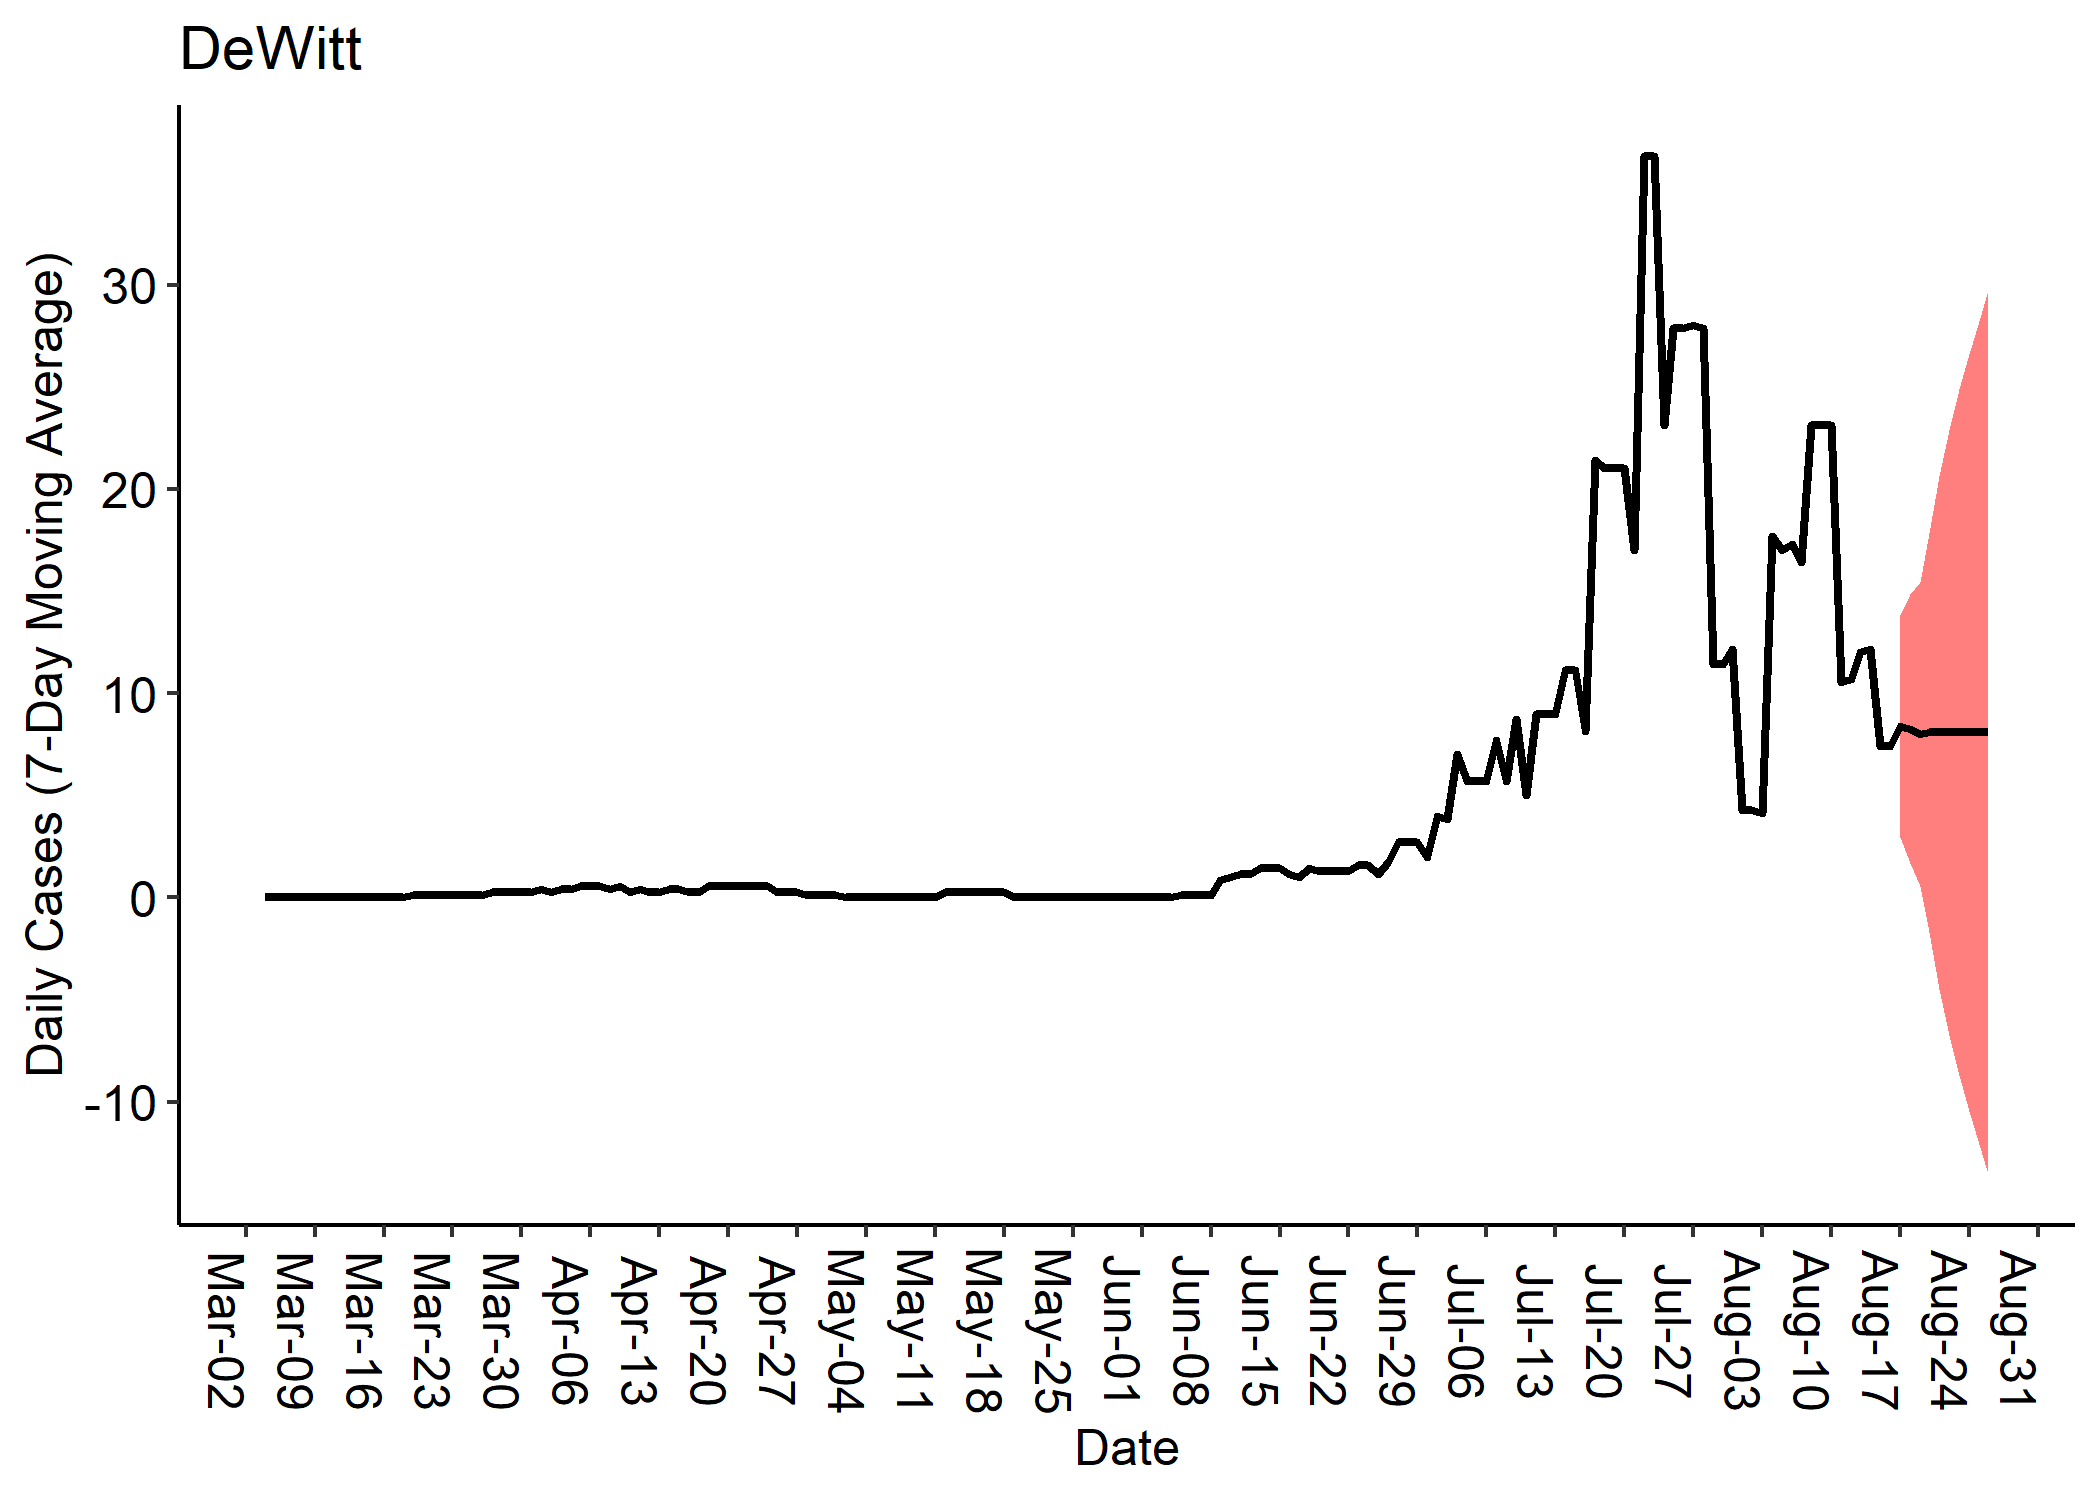 DeWitt
Daily Cases (7-Day Moving Average)
30
20
10
0
-10
Mar-02
Mar-09
Mar-16
Mar-23
Mar-30
Apr-06
Apr-13
Apr-20
Apr-27
May-04
May-11
May-18
May-25
Jun-01
Jun-08
Jun-15
Jun-22
Jun-29
Jul-06
Jul-13
Jul-20
Jul-27
Aug-03
Aug-10
Aug-17
Aug-24
Aug-31
Date